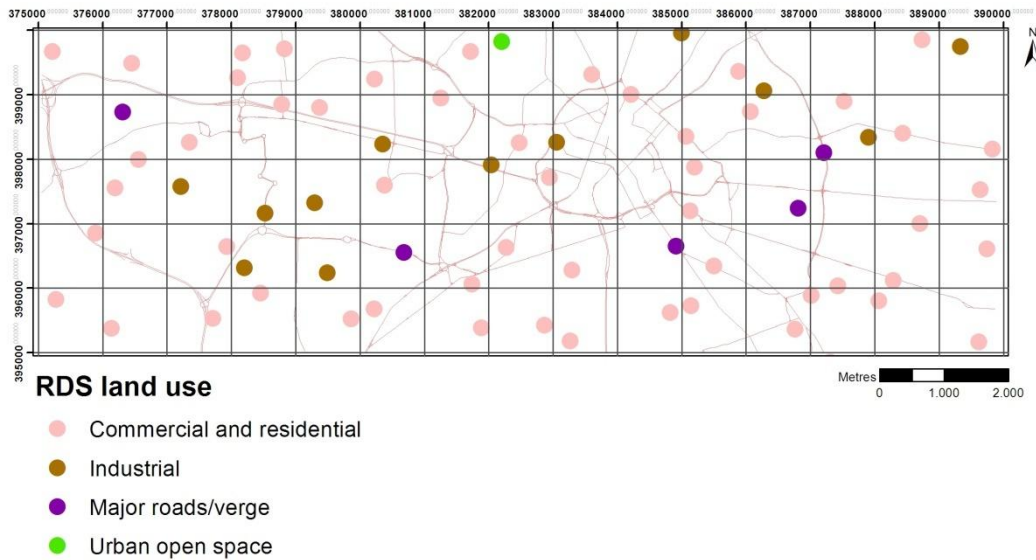 375000 376000 377000 378000 379000 380000 381000 382000 383000 384000 385000 386000 387000 388000 389000 390000
N
399000
398000
397000
396000
395000
Metres
0 1.000 2.000
RDS land use
Commercial and residential
Industrial
Major roads/verge
Urban open space